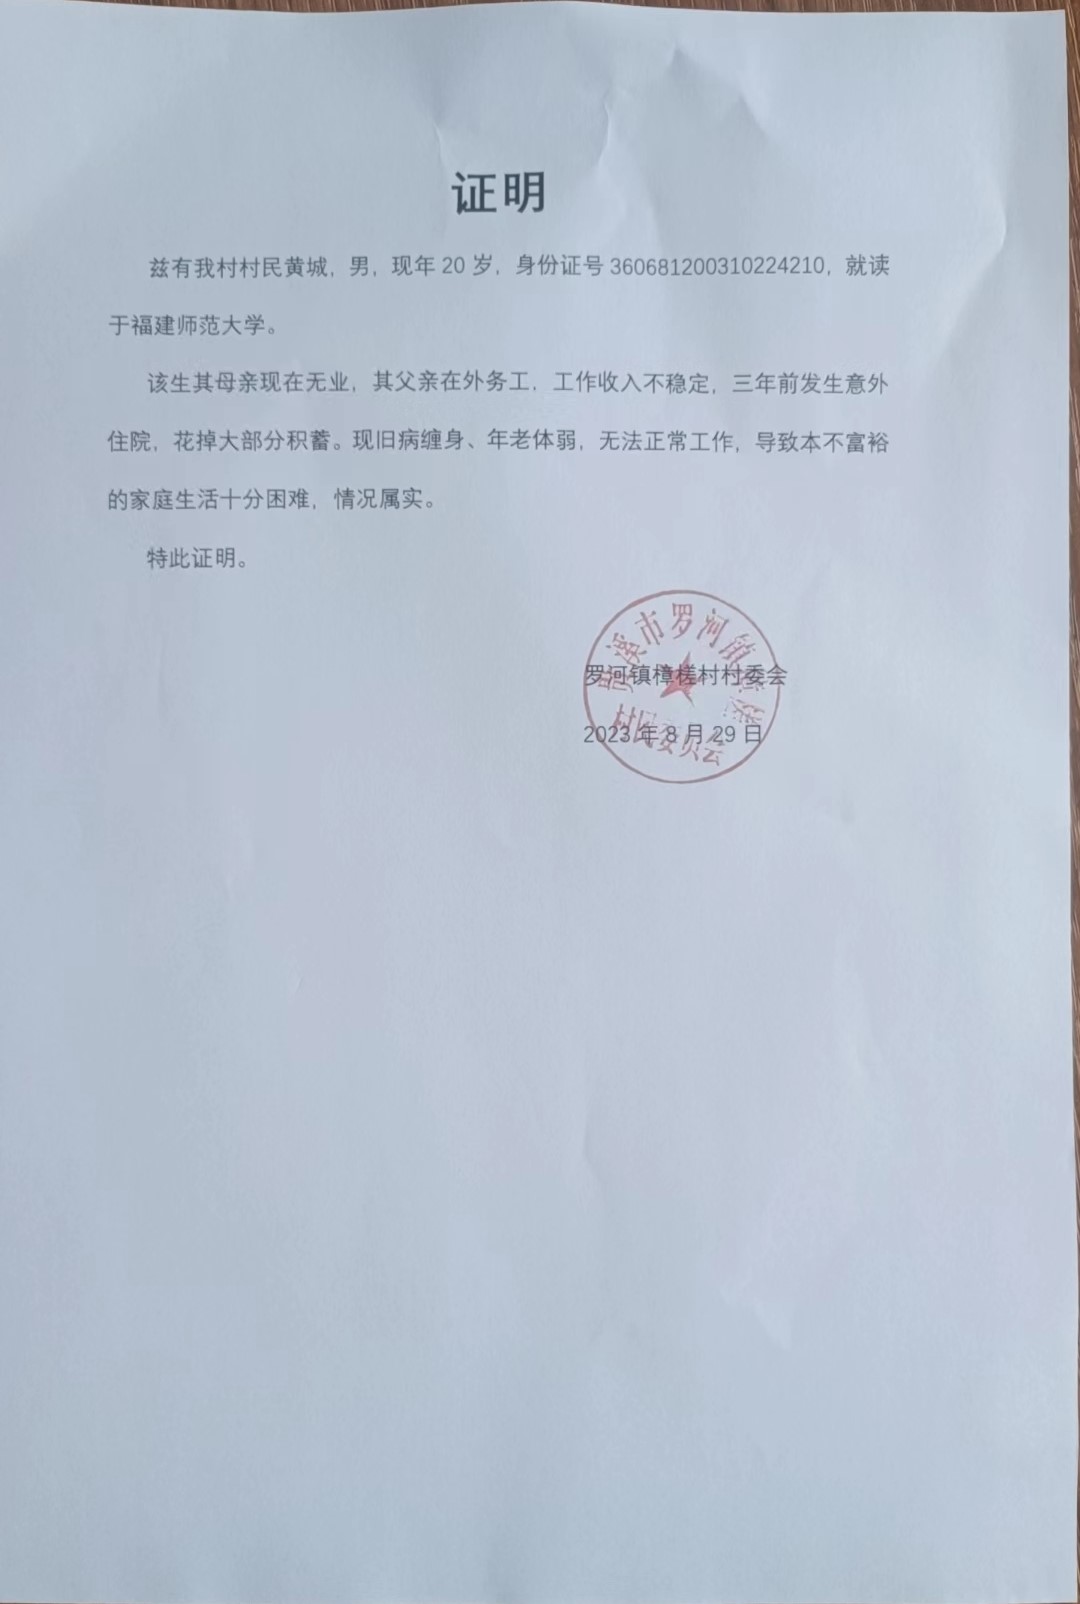 证明
兹有我村村民黄城，男，现年 20 岁，身份证号 360681200310224210，就读
于福建师范大学。
该生其母亲现在无业，其父亲在外务工，工作收入不稳定，三年前发生意外
住院，花掉大部分积蓄。现旧病缠身、年老体弱，无法正常工作，导致本不富裕
的家庭生活十分困难，情况属实。
特此证明。
溪市罗河镇
罗河镇樟槎村村委会
2023 年 8 月 29 日
村民委员会